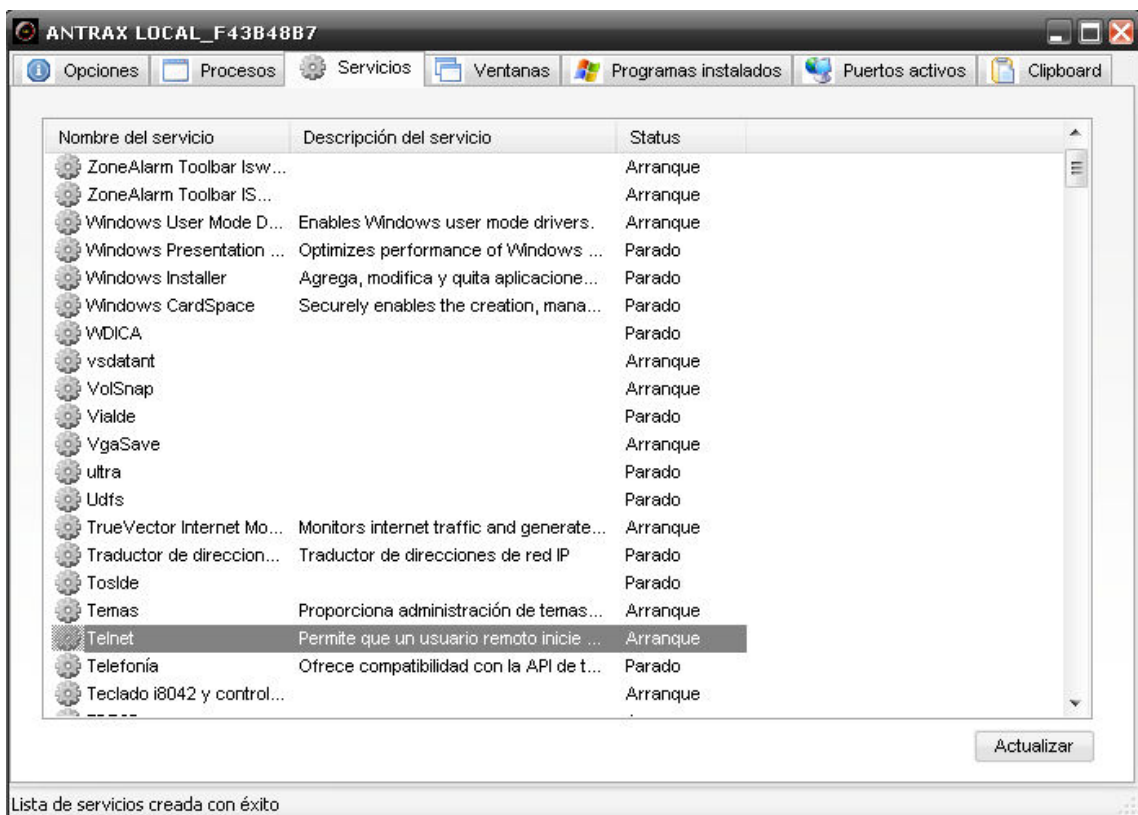 ANTRAX LOCAL_F43B48B7
Opciones Procesos Servicios Ventanas Programas instalados Puertos activos Clipboard
Nombre del servicio Descripción del servicio Status
ZoneAlarm Toolbar Isw... Arranque
ZoneAlarm Toolbar IS... Arranque
Windows User Mode D... Enables Windows user mode drivers. Arranque
Windows Presentation ... Optimizes performance of Windows ... Parado
Windows Installer Agrega, modifica y quita aplicacione... Parado
Windows CardSpace Securely enables the creation, mana... Parado
WDICA Parado
vsdatant Arranque
VolSnap Arranque
ViaIde Parado
VgaSave Arranque
ultra Parado
Udfs Parado
TrueVector Internet Mo... Monitors internet traffic and generate... Arranque
Traductor de direccion... Traductor de direcciones de red IP Parado
TosIde Parado
Temas Proporciona administración de temas... Arranque
Telnet Permite que un usuario remoto inicie ... Arranque
Telefonía Ofrece compatibilidad con la API de t... Parado
Teclado i8042 y control... Arranque
Actualizar
Lista de servicios creada con éxito